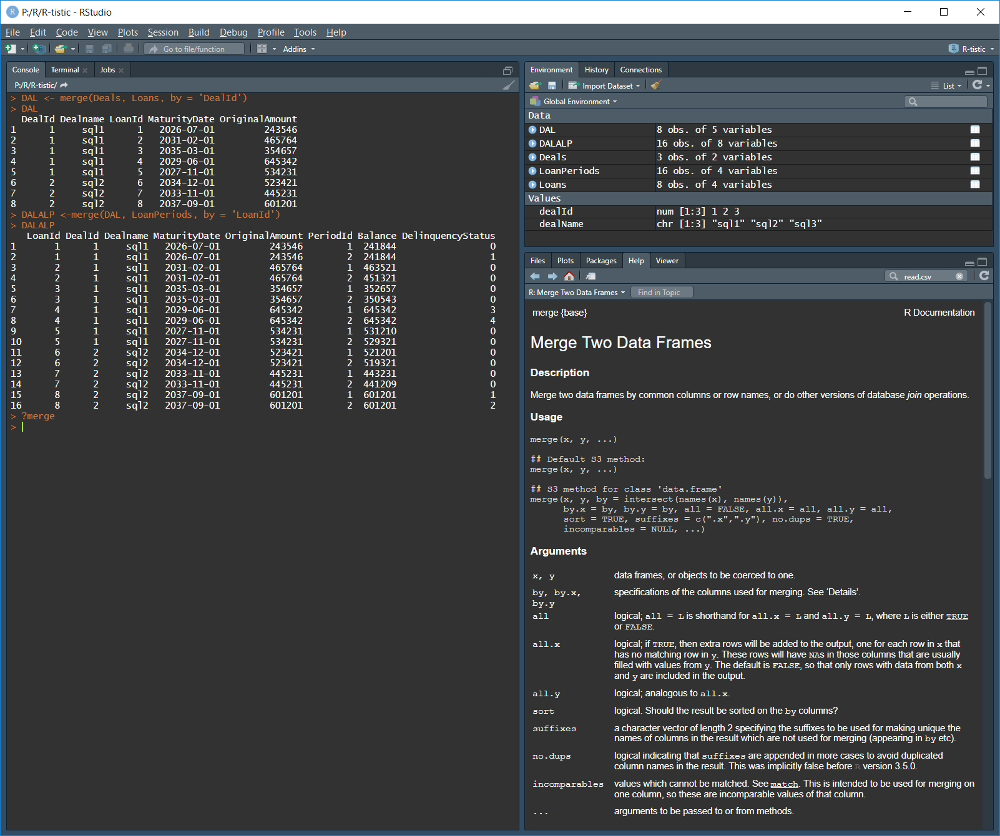 P:/R/R-tistic - RStudio
File Edit Code View Plots Session Build Debug Profile Tools Help
Go to file/function Addins R-tistic
Console Terminal Jobs
P:/R/R-tistic/
> DAL <- merge(Deals, Loans, by = 'DealId')
> DAL
DealId Dealname LoanId MaturityDate OriginalAmount
1 1 sql1 1 2026-07-01 243546
2 1 sql1 2 2031-02-01 465764
3 1 sql1 3 2035-03-01 354657
4 1 sql1 4 2029-06-01 645342
5 1 sql1 5 2027-11-01 534231
6 2 sql2 6 2034-12-01 523421
7 2 sql2 7 2033-11-01 445231
8 2 sql2 8 2037-09-01 601201
> DALALP <-merge(DAL, LoanPeriods, by = 'LoanId')
> DALALP
LoanId DealId Dealname MaturityDate OriginalAmount PeriodId Balance DelinquencyStatus
1 1 1 sql1 2026-07-01 243546 1 241844 0
2 1 1 sql1 2026-07-01 243546 2 241844 1
3 2 1 sql1 2031-02-01 465764 1 463521 0
4 2 1 sql1 2031-02-01 465764 2 451321 0
5 3 1 sql1 2035-03-01 354657 1 352657 0
6 3 1 sql1 2035-03-01 354657 2 350543 0
7 4 1 sql1 2029-06-01 645342 1 645342 3
8 4 1 sql1 2029-06-01 645342 2 645342 4
9 5 1 sql1 2027-11-01 534231 1 531210 0
10 5 1 sql1 2027-11-01 534231 2 529321 0
11 6 2 sql2 2034-12-01 523421 1 521201 0
12 6 2 sql2 2034-12-01 523421 2 519321 0
13 7 2 sql2 2033-11-01 445231 1 443231 0
14 7 2 sql2 2033-11-01 445231 2 441209 0
15 8 2 sql2 2037-09-01 601201 1 601201 1
16 8 2 sql2 2037-09-01 601201 2 601201 2
> ?merge
>
Environment History Connections
Import Dataset List
Global Environment
Data
DAL 8 obs. of 5 variables
DALALP 16 obs. of 8 variables
Deals 3 obs. of 2 variables
LoanPeriods 16 obs. of 4 variables
Loans 8 obs. of 4 variables
Values
dealId num [1:3] 1 2 3
dealName chr [1:3] "sql1" "sql2" "sql3"
Files Plots Packages Help Viewer
read.csv
R: Merge Two Data Frames Find in Topic
merge {base} R Documentation
Merge Two Data Frames
Description
Merge two data frames by common columns or row names, or do other versions of database join operations.
Usage
merge(x, y, ...)
## Default S3 method:
merge(x, y, ...)
## S3 method for class 'data.frame'
merge(x, y, by = intersect(names(x), names(y)),
by.x = by, by.y = by, all = FALSE, all.x = all, all.y = all,
sort = TRUE, suffixes = c(".x",".y"), no.dups = TRUE,
incomparables = NULL, ...)
Arguments
x, y data frames, or objects to be coerced to one.
by, by.x, specifications of the columns used for merging. See ‘Details’.
by.y
all logical; all = L is shorthand for all.x = L and all.y = L, where L is either TRUE
or FALSE.
all.x logical; if TRUE, then extra rows will be added to the output, one for each row in x that
has no matching row in y. These rows will have NAs in those columns that are usually
filled with values from y. The default is FALSE, so that only rows with data from both x
and y are included in the output.
all.y logical; analogous to all.x.
sort logical. Should the result be sorted on the by columns?
suffixes a character vector of length 2 specifying the suffixes to be used for making unique the
names of columns in the result which are not used for merging (appearing in by etc).
no.dups logical indicating that suffixes are appended in more cases to avoid duplicated
column names in the result. This was implicitly false before R version 3.5.0.
incomparables values which cannot be matched. See match. This is intended to be used for merging on
one column, so these are incomparable values of that column.
... arguments to be passed to or from methods.